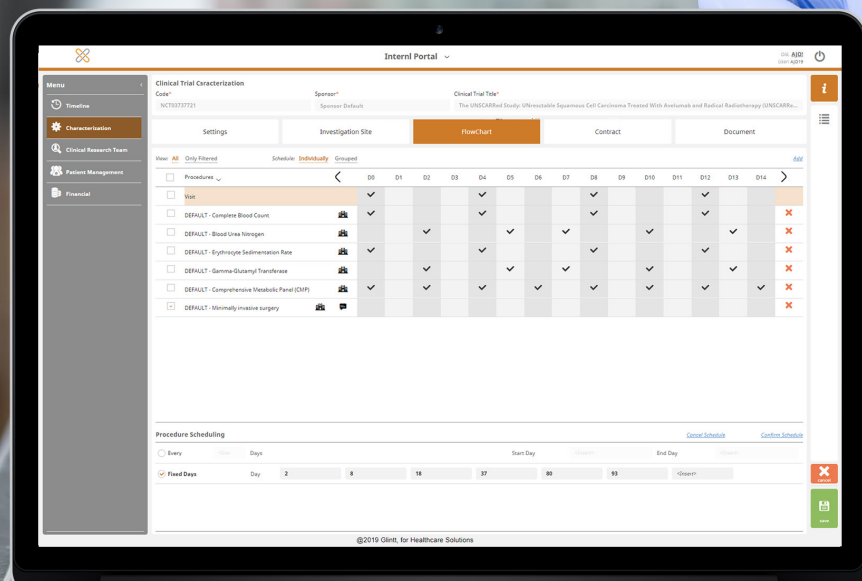 Internl Portal
Olá, AJDI
User: AJDI9
Menu
Timeline
Characterization
Clinical Research Team
Patient Management
Financial
Clinical Trial Caracterization
Code*
Sponsor*
Clinical Trial Title*
NCT03737721
Sponsor Default
The UNSCARRed Study: UNresectable Squamous Cell Carcinoma Treated With Avelumab and Radical Radiotherapy (UNSCARRe...
Settings
Investigation Site
FlowChart
Contract
Document
View: All Only Filtered Schedule: Individually Grouped Add
Procedures D0 D1 D2 D3 D4 D5 D6 D7 D8 D9 D10 D11 D12 D13 D14
Visit
DEFAULT - Complete Blood Count
DEFAULT - Blood Urea Nitrogen
DEFAULT - Erythrocyte Sedimentation Rate
DEFAULT - Gamma-Glutamyl Transferase
DEFAULT - Comprehensive Metabolic Panel (CMP)
DEFAULT - Minimally invasive surgery
Procedure Scheduling Cancel Schedule Confirm Schedule
Every Days Start Day End Day
Fixed Days Day 2 8 18 37 80 93 <Insert>
i
cancel
save
@2019 Glintt, for Healthcare Solutions